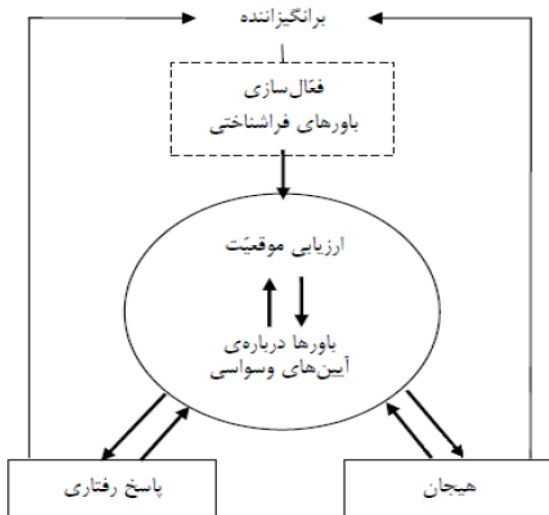 برانگیزاننده
فعّال‌سازی
باورهای فراشناختی
ارزیابی موقعیّت
باورها درباره‌ی
آیین‌های وسواسی
پاسخ رفتاری
هیجان